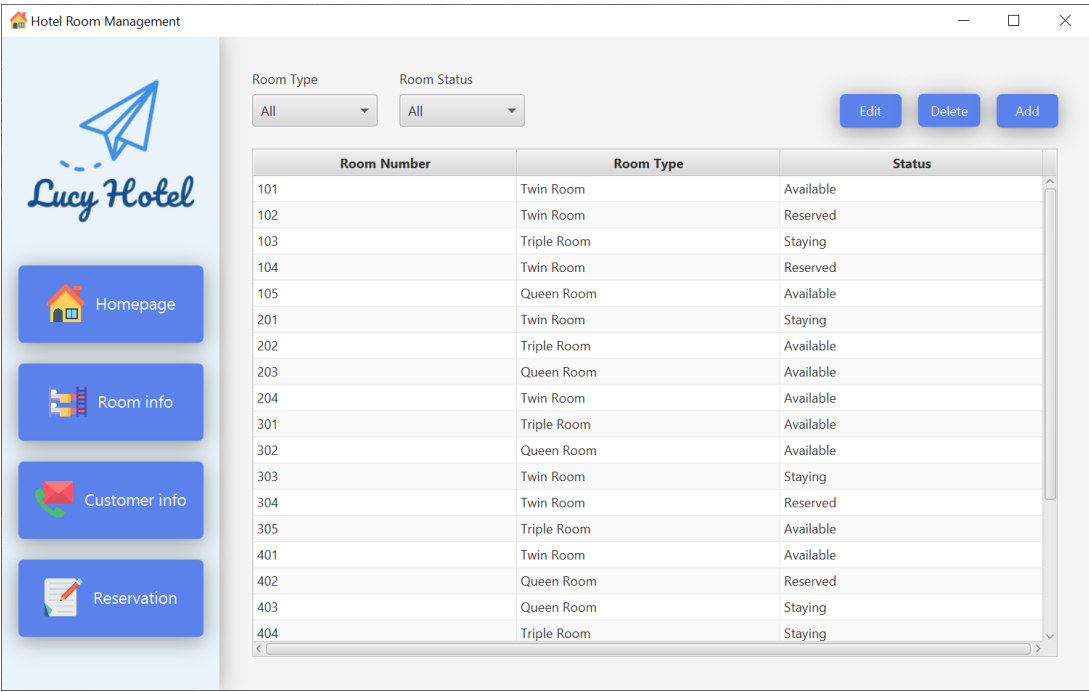 Hotel Room Management
Lucy Hotel
Homepage
Room info
Customer info
Reservation
Room Type Room Status
All All
Edit Delete Add
Room Number Room Type Status
101 Twin Room Available
102 Twin Room Reserved
103 Triple Room Staying
104 Twin Room Reserved
105 Queen Room Available
201 Twin Room Staying
202 Triple Room Available
203 Queen Room Available
204 Twin Room Available
301 Triple Room Available
302 Queen Room Available
303 Twin Room Staying
304 Twin Room Reserved
305 Triple Room Available
401 Twin Room Available
402 Queen Room Reserved
403 Queen Room Staying
404 Triple Room Staying